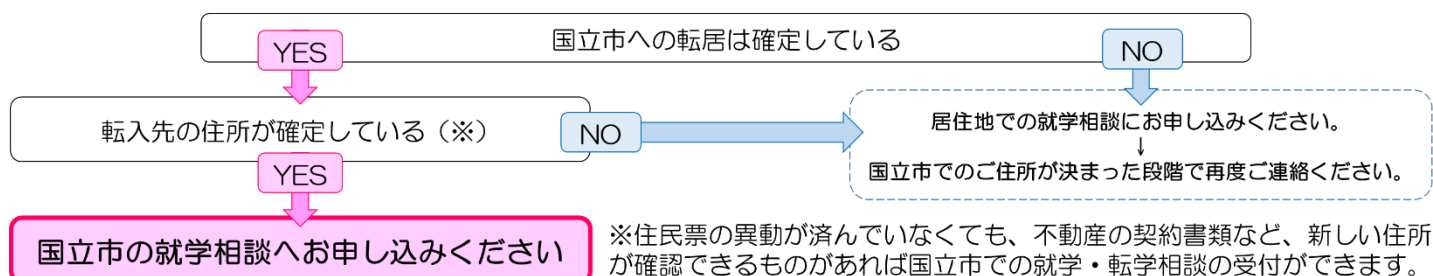 国立市への転居は確定している
YES
NO
転入先の住所が確定している（※）
NO
居住地での就学相談にお申し込みください。
↓
国立市でのご住所が決まった段階で再度ご連絡ください。
YES
国立市の就学相談へお申し込みください
※住民票の異動が済んでいなくても、不動産の契約書類など、新しい住所
が確認できるものがあれば国立市での就学・転学相談の受付ができます。